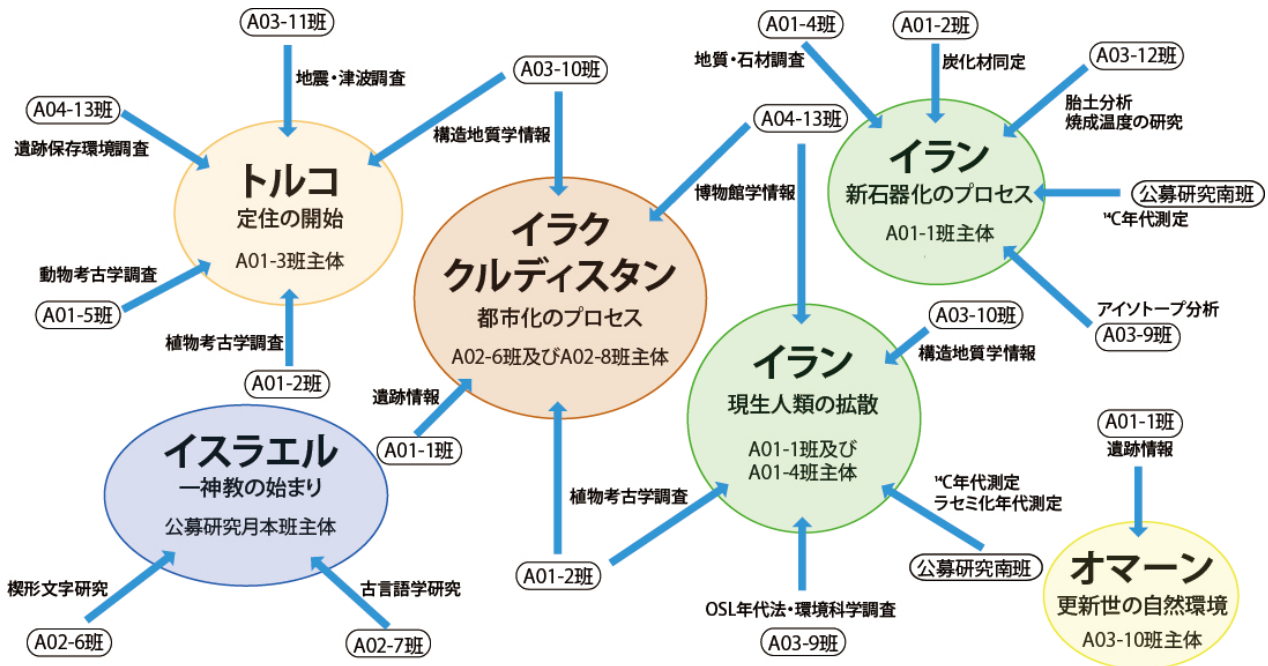 A03-11班
地震・津波調査
A04-13班
遺跡保存環境調査
A03-10班
構造地質学情報
トルコ
定住の開始
A01-3班主体
動物考古学調査
A01-5班
植物考古学調査
A01-2班
イラク
クルディスタン
都市化のプロセス
A02-6班及びA02-8班主体
遺跡情報
A01-1班
A04-13班
博物館学情報
A01-4班
地質・石材調査
A01-2班
炭化材同定
A03-12班
胎土分析
焼成温度の研究
イラン
新石器化のプロセス
A01-1班主体
公募研究南班
¹⁴C年代測定
アイソトープ分析
A03-9班
A03-10班
構造地質学情報
イラン
現生人類の拡散
A01-1班及び
A01-4班主体
植物考古学調査
A01-2班
¹⁴C年代測定
ラセミ化年代測定
公募研究南班
OSL年代法・環境科学調査
A03-9班
イスラエル
一神教の始まり
公募研究月本班主体
楔形文字研究
A02-6班
古言語学研究
A02-7班
A01-1班
遺跡情報
オマーン
更新世の自然環境
A03-10班主体